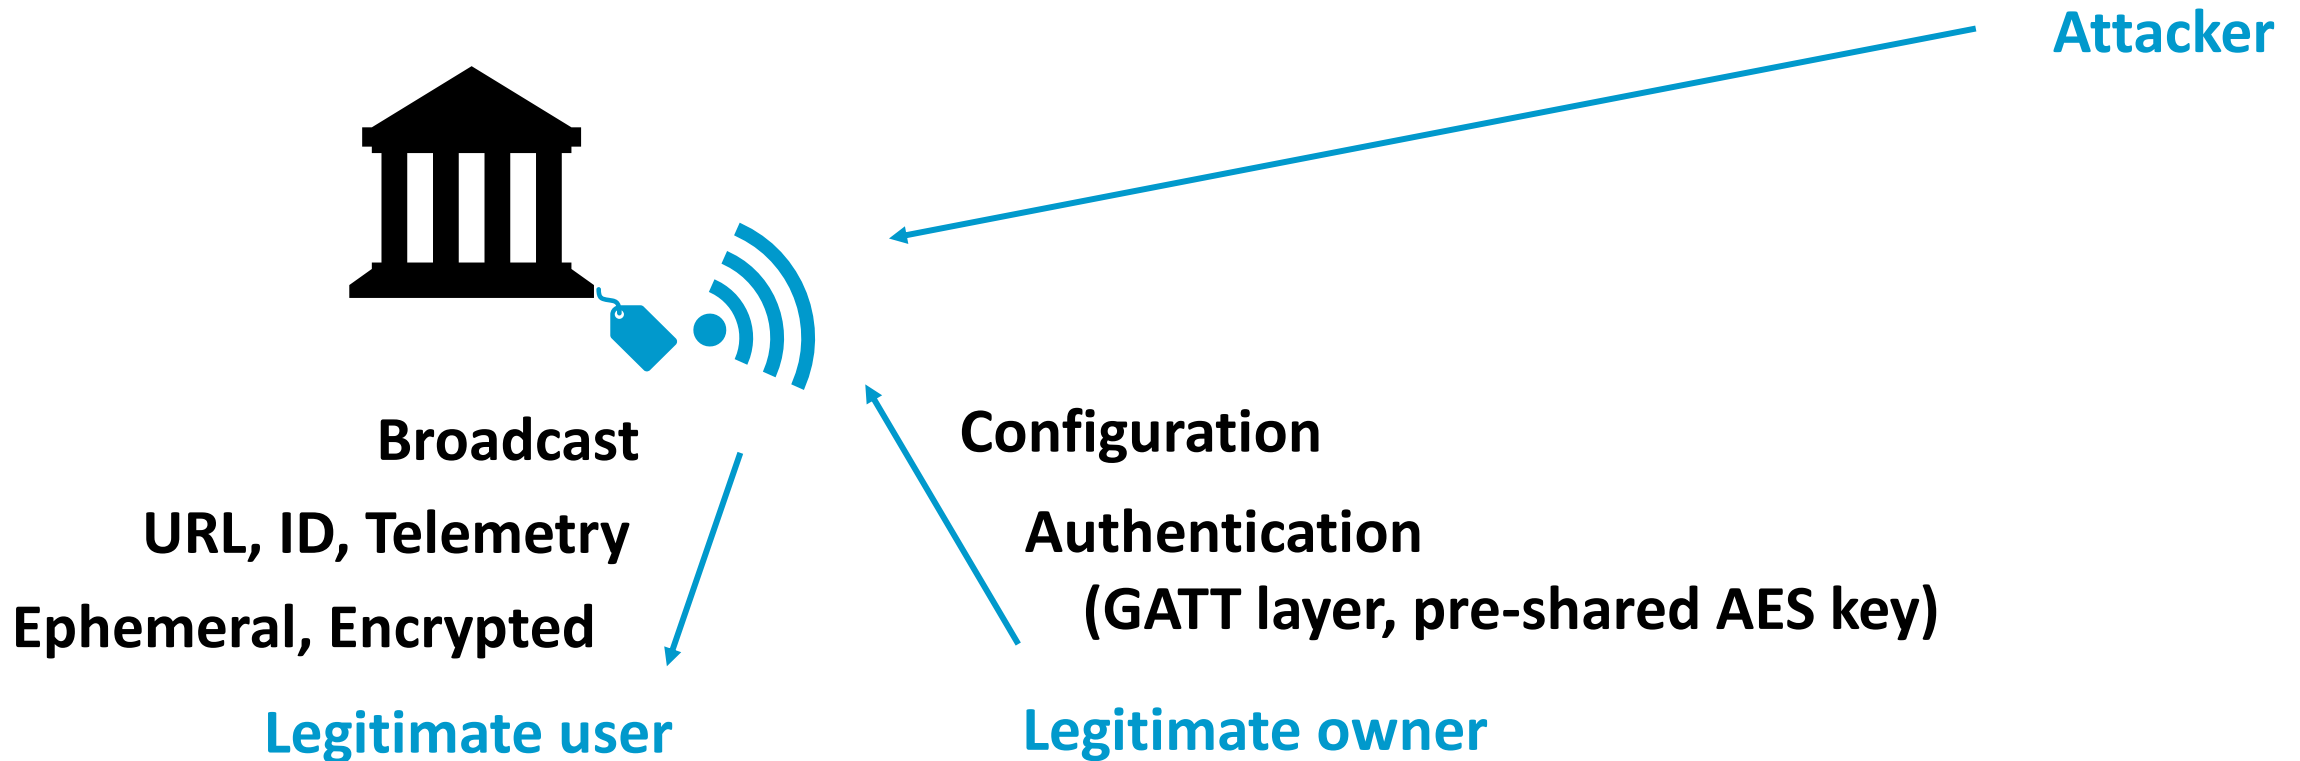 Attacker
Broadcast
URL, ID, Telemetry
Ephemeral, Encrypted
Legitimate user
Configuration
Authentication
(GATT layer, pre-shared AES key)
Legitimate owner